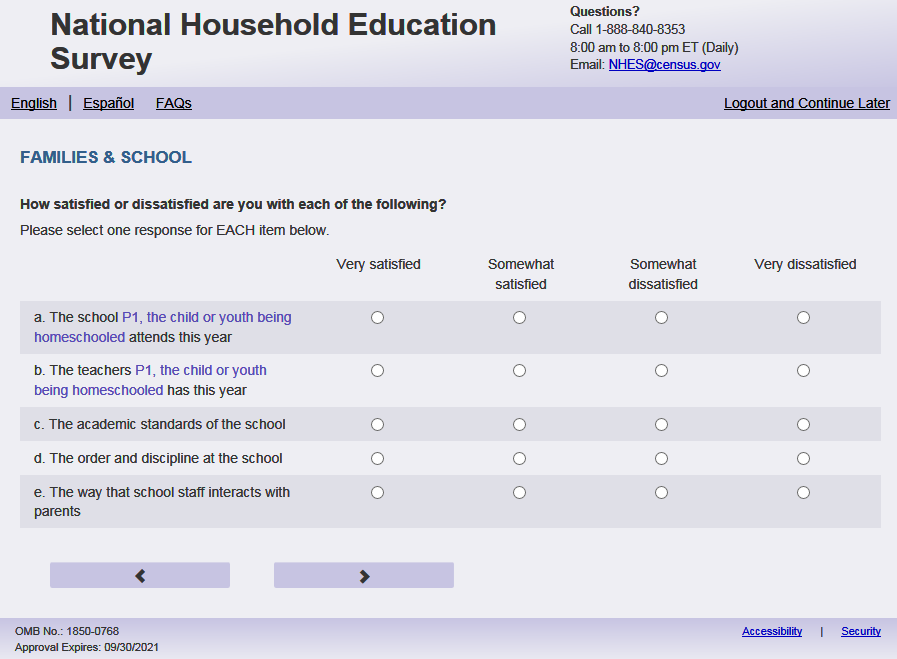 National Household Education
Survey
Questions?
Call 1-888-840-8353
8:00 am to 8:00 pm ET (Daily)
Email: NHES@census.gov
English | Español FAQs
Logout and Continue Later
FAMILIES & SCHOOL
How satisfied or dissatisfied are you with each of the following?
Please select one response for EACH item below.
Very satisfied
Somewhat
satisfied
Somewhat
dissatisfied
Very dissatisfied
a. The school P1, the child or youth being
homeschooled attends this year
b. The teachers P1, the child or youth
being homeschooled has this year
c. The academic standards of the school
d. The order and discipline at the school
e. The way that school staff interacts with
parents
OMB No.: 1850-0768
Approval Expires: 09/30/2021
Accessibility | Security